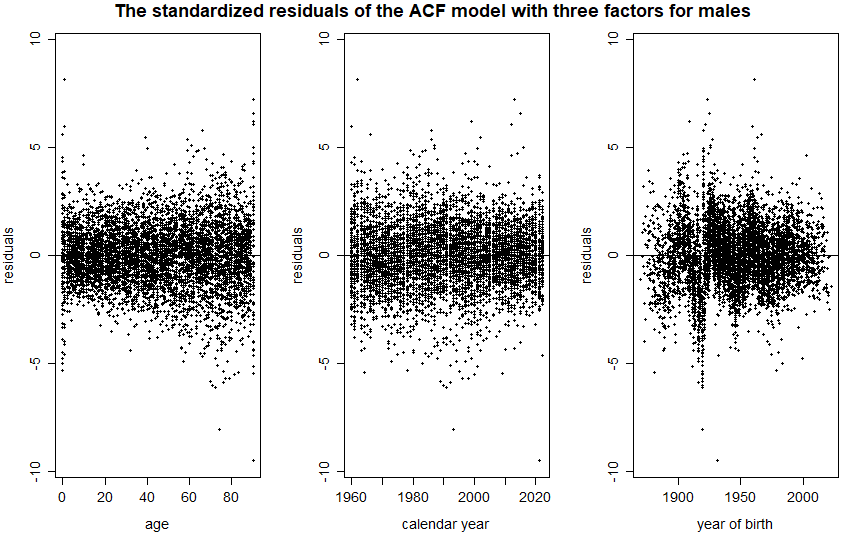 The standardized residuals of the ACF model with three factors for males
10
5
0
-5
-10
residuals
0 20 40 60 80
age
10
5
0
-5
-10
residuals
1960 1980 2000 2020
calendar year
10
5
0
-5
-10
residuals
1900 1950 2000
year of birth